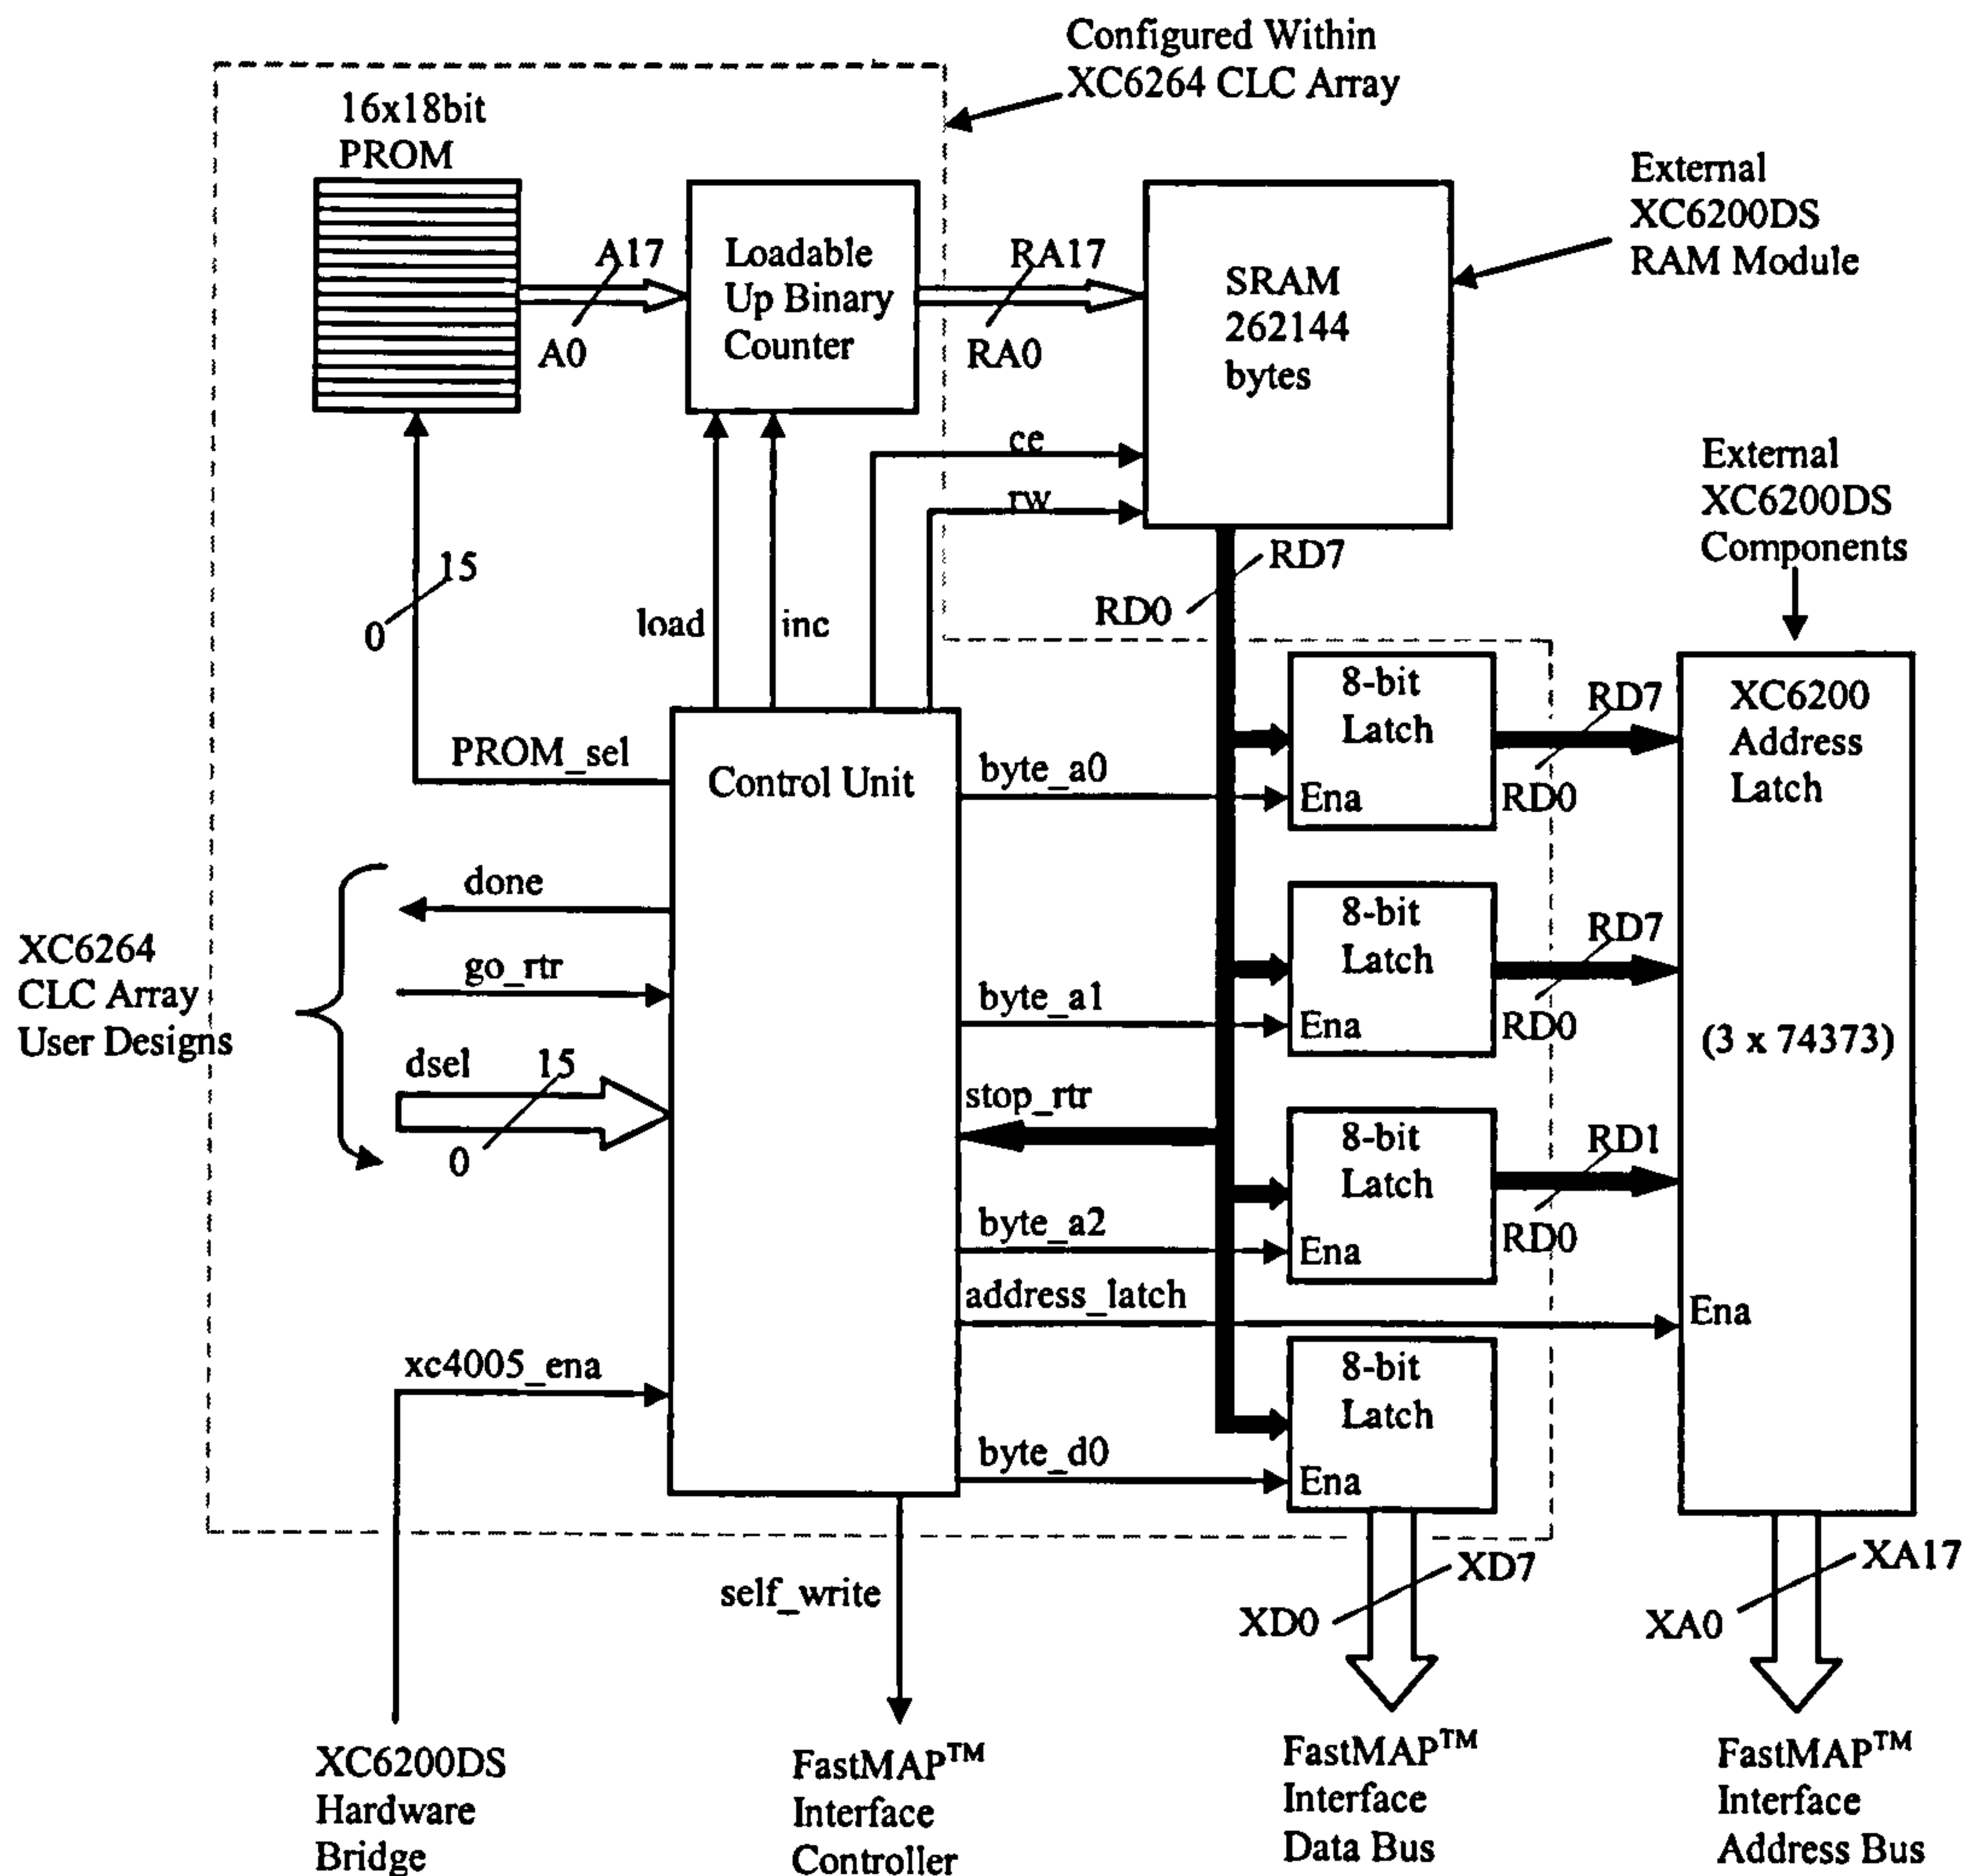 Configured Within
XC6264 CLC Array
16x18bit
PROM
External
XC6200DS
RAM Module
A17
A0
Loadable
Up Binary
Counter
RA17
RA0
SRAM
262144
bytes
ce
rw
External
XC6200DS
Components
15
0
load
inc
RD7
RD0
PROM_sel
Control Unit
byte_a0
8-bit
Latch
Ena
RD7
RD0
XC6200
Address
Latch
done
XC6264
CLC Array
User Designs
go_rtr
byte_a1
8-bit
Latch
Ena
RD7
RD0
(3 x 74373)
dsel
15
0
stop_rtr
byte_a2
8-bit
Latch
Ena
RD1
RD0
address_latch
Ena
xc4005_ena
byte_d0
8-bit
Latch
Ena
self_write
XD7
XD0
XA17
XA0
XC6200DS
Hardware
Bridge
FastMAP™
Interface
Controller
FastMAP™
Interface
Data Bus
FastMAP™
Interface
Address Bus